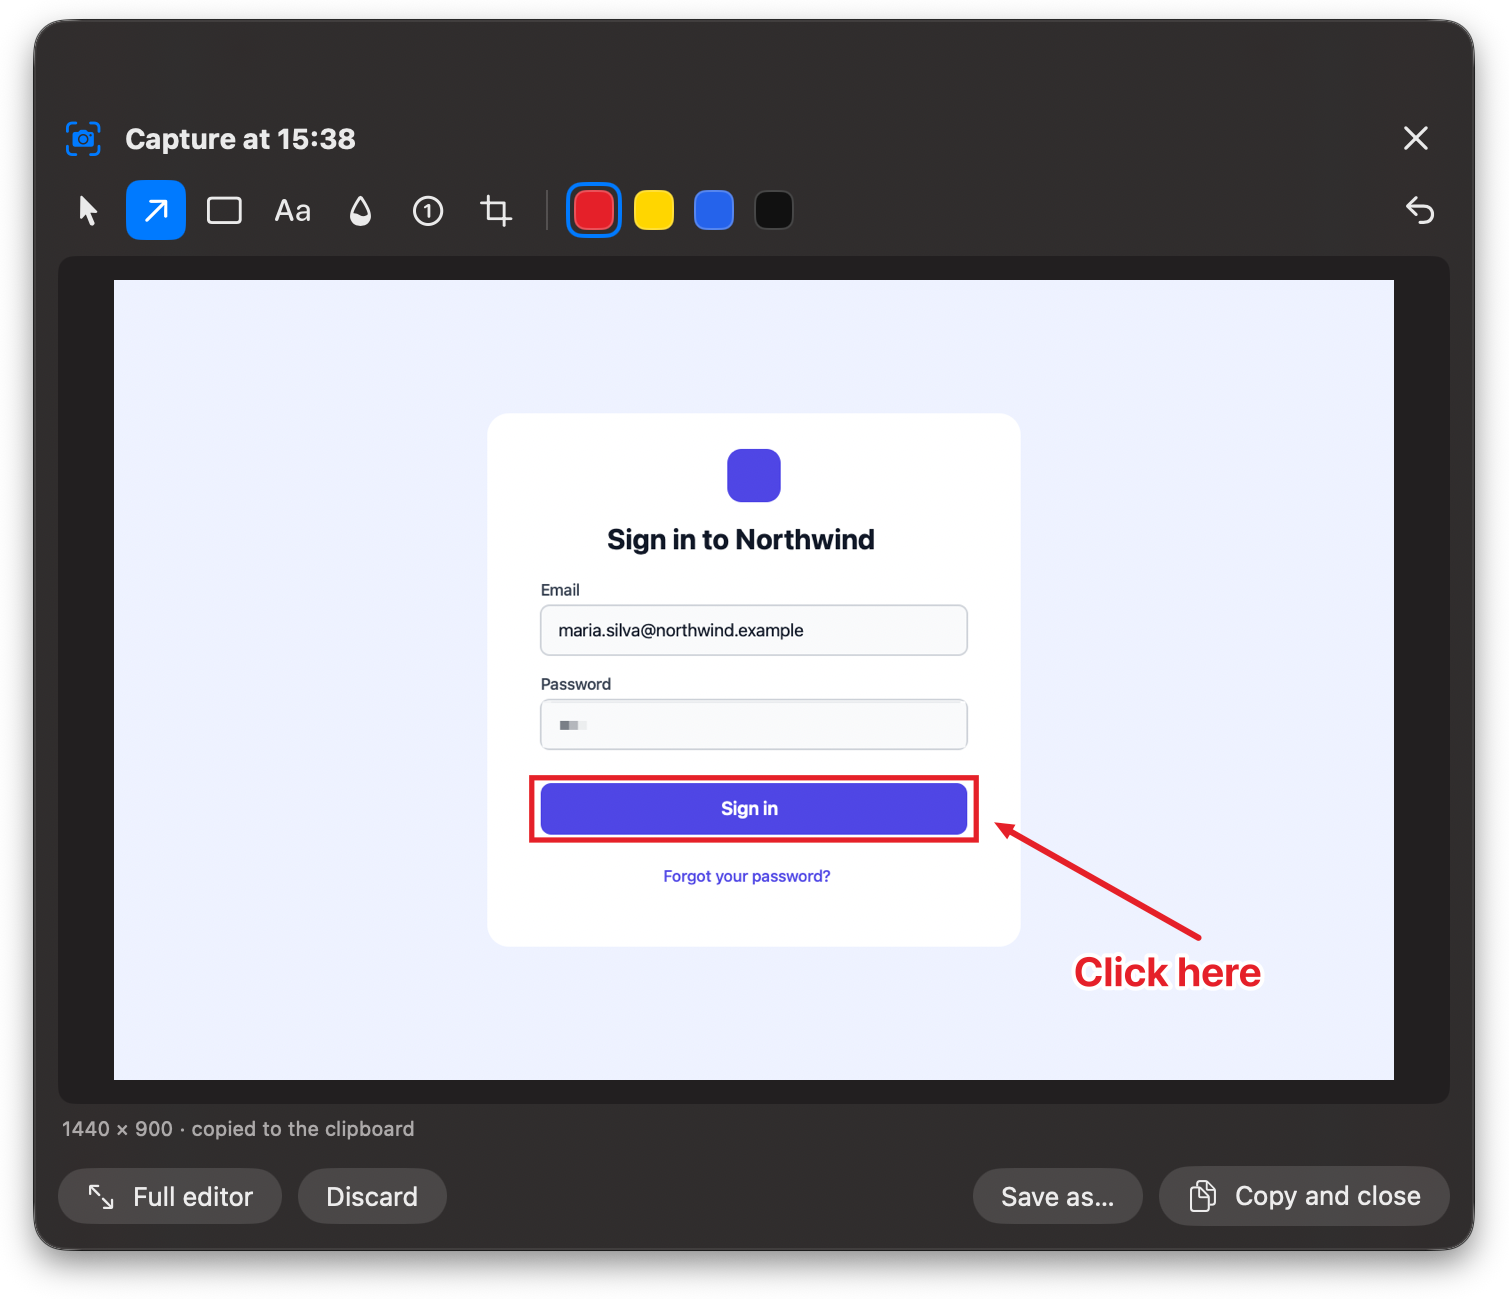 Capture at 15:38
Aa
1
Sign in to Northwind
Email
maria.silva@northwind.example
Password
Sign in
Forgot your password?
Click here
1440 × 900 · copied to the clipboard
Full editor
Discard
Save as...
Copy and close